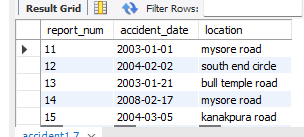 Result Grid Filter Rows:
report_num accident_date location
11 2003-01-01 mysore road
12 2004-02-02 south end circle
13 2003-01-21 bull temple road
14 2008-02-17 mysore road
15 2004-03-05 kanakpura road
accident1 7